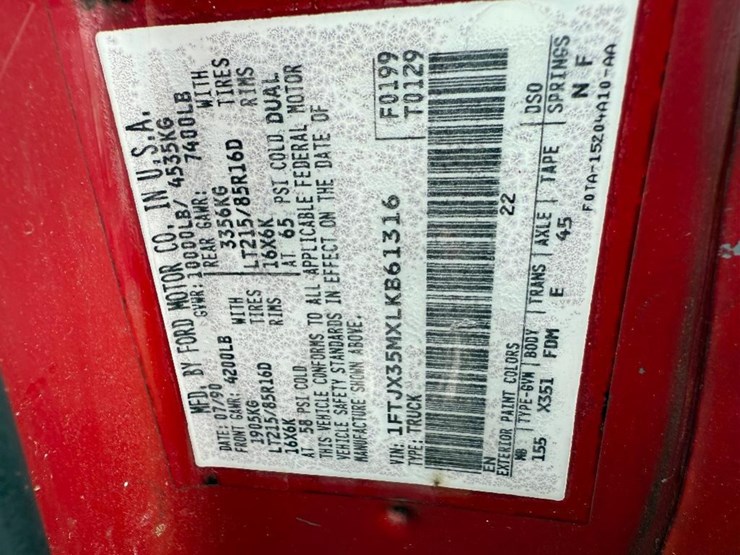 MFD. BY FORD MOTOR CO. IN U.S.A.
DATE: 07/90 GVWR: 10000LB/ 4535KG
FRONT GAWR: 4200LB REAR GAWR: 7400LB
1905KG WITH 3356KG WITH
LT215/85R16D TIRES LT215/85R16D TIRES
16X6K RIMS 16X6K RIMS
AT 58 PSI COLD AT 65 PSI COLD DUAL
THIS VEHICLE CONFORMS TO ALL APPLICABLE FEDERAL MOTOR
VEHICLE SAFETY STANDARDS IN EFFECT ON THE DATE OF
MANUFACTURE SHOWN ABOVE.
VIN: 1FTJX35MXLKB61316 F0199
TYPE: TRUCK T0129
EN 22
EXTERIOR PAINT COLORS DSO
WB | TYPE-GVW | BODY | TRANS | AXLE | TAPE | SPRINGS
155 X351 FDM E 45 N F
F0TA-15204A10-AA